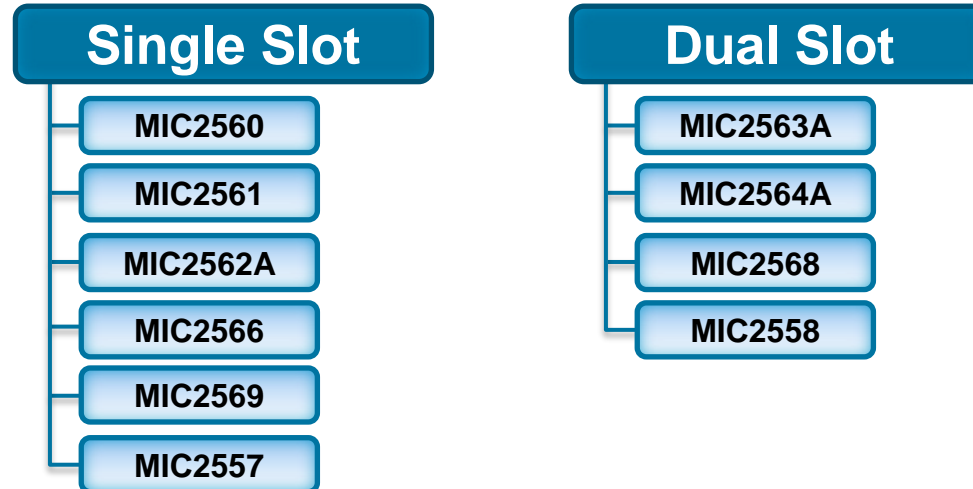 Single Slot
MIC2560
MIC2561
MIC2562A
MIC2566
MIC2569
MIC2557
Dual Slot
MIC2563A
MIC2564A
MIC2568
MIC2558